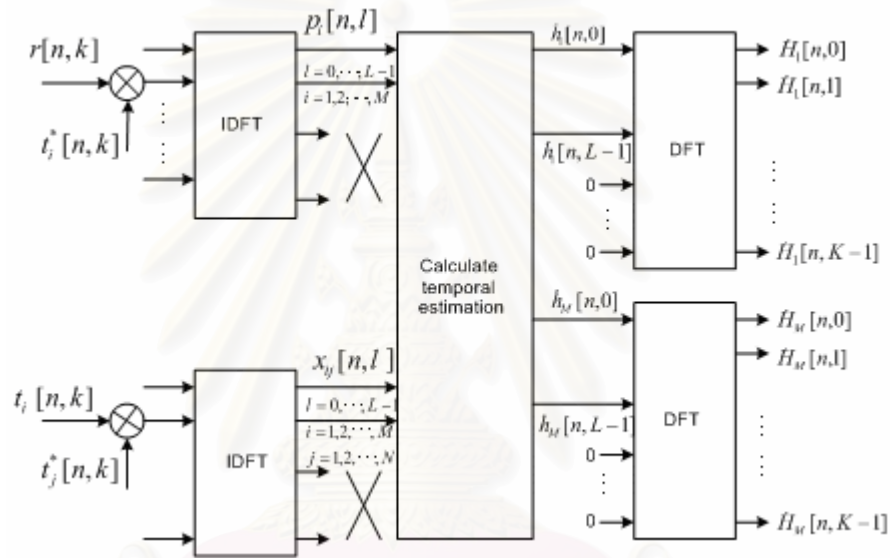 p_i[n,l]
r[n,k]
t_i^*[n,k]
IDFT
l = 0,⋯,L−1
i = 1,2,⋯,M
Calculate
temporal
estimation
h_1[n,0]
h_1[n,L−1]
0
0
DFT
H_1[n,0]
H_1[n,1]
H_1[n,K−1]
x_ij[n,l]
t_i[n,k]
t_j^*[n,k]
IDFT
l = 0,⋯,L−1
i = 1,2,⋯,M
j = 1,2,⋯,N
h_M[n,0]
h_M[n,L−1]
0
0
DFT
H_M[n,0]
H_M[n,1]
H_M[n,K−1]